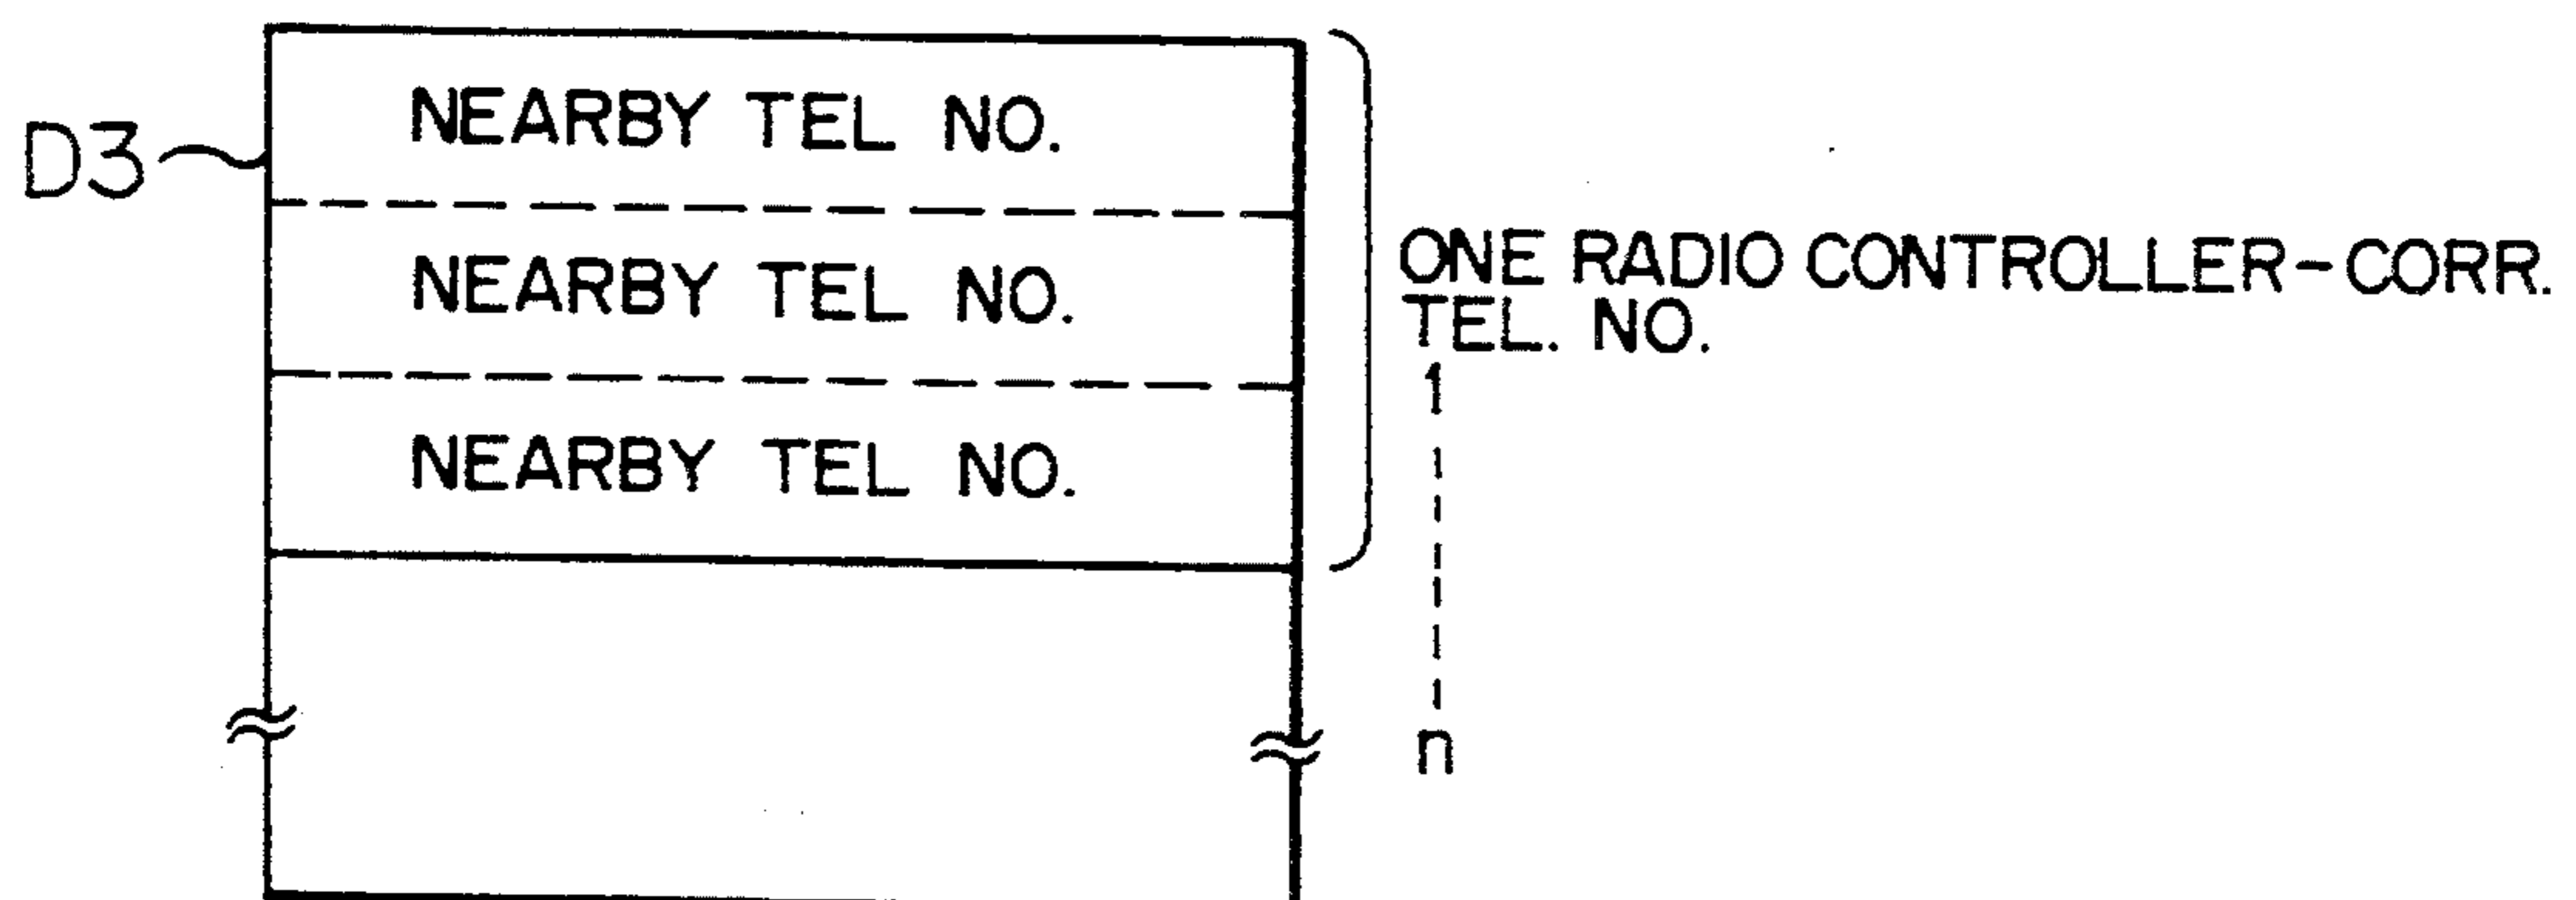 NEARBY TEL NO.
D3
NEARBY TEL NO.
ONE RADIO CONTROLLER-CORR.
TEL. NO.
1
NEARBY TEL NO.
n